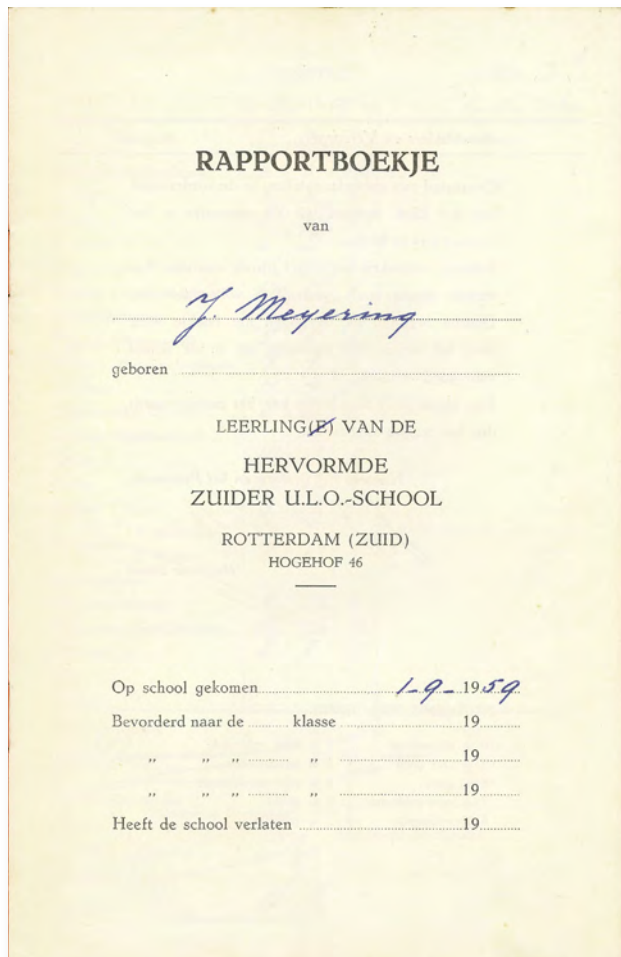 RAPPORTBOEKJE
van
J. Meyering
geboren
LEERLING(E) VAN DE
HERVORMDE
ZUIDER U.L.O.-SCHOOL
ROTTERDAM (ZUID)
HOGEHOF 46
Op school gekomen 1-9-1959
Bevorderd naar de klasse 19
„ „ „ „ 19
„ „ „ „ 19
Heeft de school verlaten 19